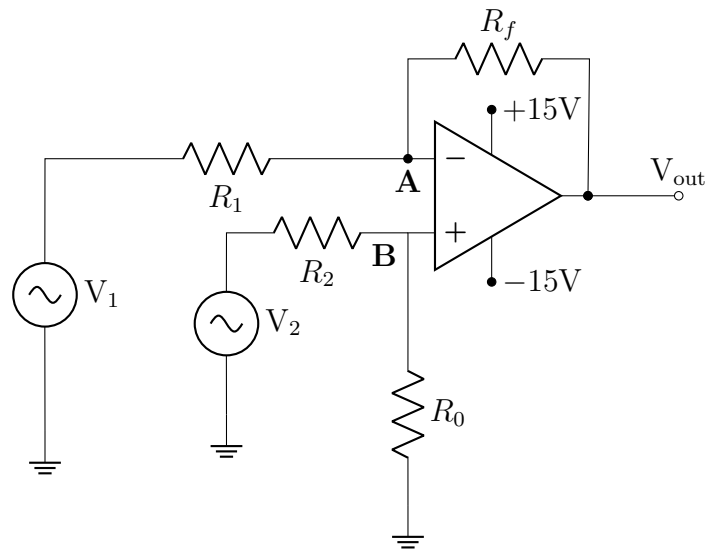 R_f
+15V
A
−
V_out
R_1
B
+
R_2
−15V
V_1
V_2
R_0